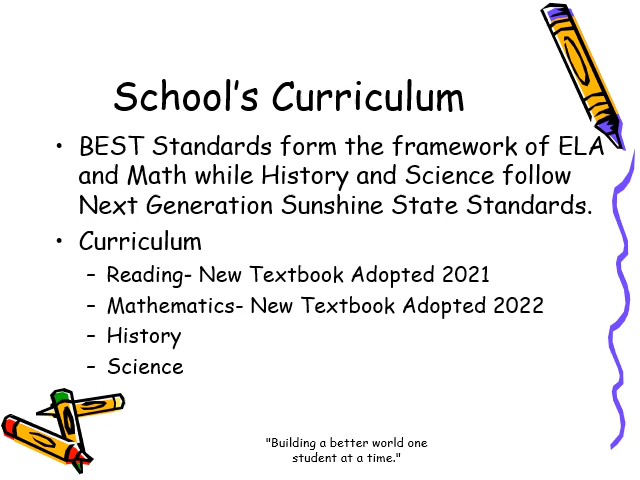 School's Curriculum
• BEST Standards form the framework of ELA
and Math while History and Science follow
Next Generation Sunshine State Standards.
• Curriculum
– Reading- New Textbook Adopted 2021
– Mathematics- New Textbook Adopted 2022
– History
– Science
"Building a better world one
student at a time."